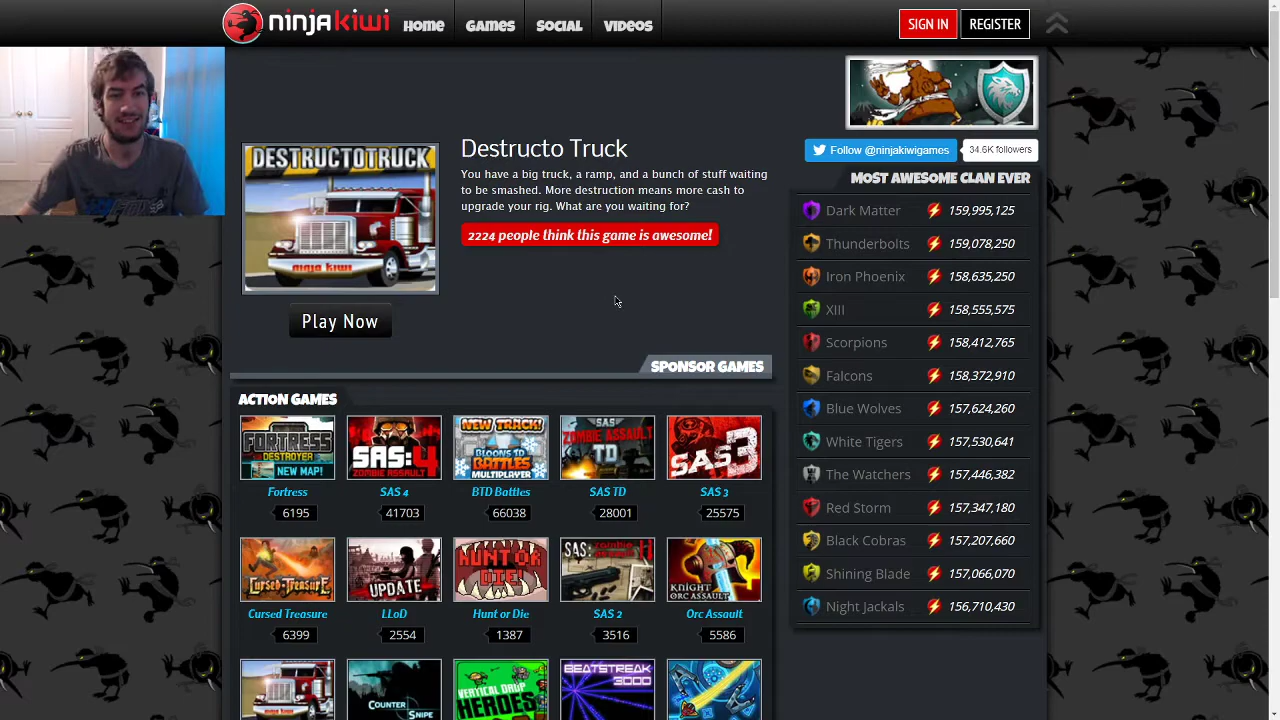 ninjakiwi
Home
Games
Social
Videos
SIGN IN
REGISTER
DESTRUCTOTRUCK
ninja kiwi
Play Now
Destructo Truck
You have a big truck, a ramp, and a bunch of stuff waiting
to be smashed. More destruction means more cash to
upgrade your rig. What are you waiting for?
2224 people think this game is awesome!
Follow @ninjakiwigames
34.6K followers
SPONSOR GAMES
ACTION GAMES
FORTRESS
DESTROYER
NEW MAP!
SAS:4
ZOMBIE ASSAULT
NEW TRACK!
BLOONS TD
BATTLES
MULTIPLAYER
SAS
ZOMBIE ASSAULT
TD
SAS3
Fortress
SAS 4
BTD Battles
SAS TD
SAS 3
6195
41703
66038
28001
25575
CURSED TREASURE
UPDATE
HUNT OR
DIE!
SAS: zombie
KNIGHT
ORC ASSAULT
Cursed Treasure
LLoD
Hunt or Die
SAS 2
Orc Assault
6399
2554
1387
3516
5586
COUNTER
SNIPE
VERTICAL DROP
HEROES
BEATSTREAK
3000
MOST AWESOME CLAN EVER
Dark Matter 159,995,125
Thunderbolts 159,078,250
Iron Phoenix 158,635,250
XIII 158,555,575
Scorpions 158,412,765
Falcons 158,372,910
Blue Wolves 157,624,260
White Tigers 157,530,641
The Watchers 157,446,382
Red Storm 157,347,180
Black Cobras 157,207,660
Shining Blade 157,066,070
Night Jackals 156,710,430